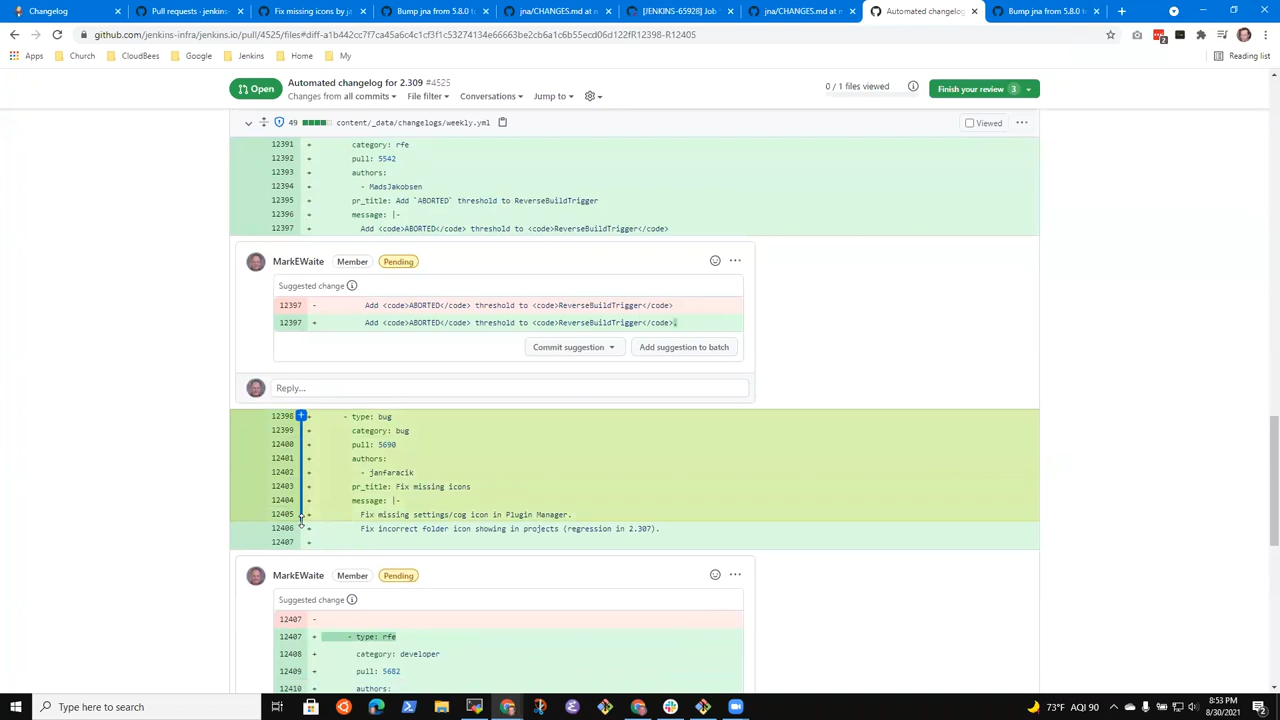 Changelog
Pull requests · jenkins-
Fix missing icons by ja
Bump jna from 5.8.0 to
jna/CHANGES.md at n
[JENKINS-65928] Job
jna/CHANGES.md at n
Automated changelog
Bump jna from 5.8.0 to
github.com/jenkins-infra/jenkins.io/pull/4525/files#diff-a1b442cc7f7ca45a6c4c1cf3f1c53274134e66663be2cb6a1c6b55ecd06d122fR12398-R12405
Apps
Church
CloudBees
Google
Jenkins
Home
My
Reading list
Open
Automated changelog for 2.309 #4525
Changes from all commits
File filter
Conversations
Jump to
0 / 1 files viewed
Finish your review 3
49 content/_data/changelogs/weekly.yml
Viewed
12391 + category: rfe
12392 + pull: 5542
12393 + authors:
12394 + - MadsJakobsen
12395 + pr_title: Add `ABORTED` threshold to ReverseBuildTrigger
12396 + message: |-
12397 + Add <code>ABORTED</code> threshold to <code>ReverseBuildTrigger</code>
MarkEWaite Member Pending
Suggested change
12397 - Add <code>ABORTED</code> threshold to <code>ReverseBuildTrigger</code>
12397 + Add <code>ABORTED</code> threshold to <code>ReverseBuildTrigger</code>.
Commit suggestion
Add suggestion to batch
Reply...
12398 + - type: bug
12399 + category: bug
12400 + pull: 5690
12401 + authors:
12402 + - janfaracik
12403 + pr_title: Fix missing icons
12404 + message: |-
12405 + Fix missing settings/cog icon in Plugin Manager.
12406 + Fix incorrect folder icon showing in projects (regression in 2.307).
12407 +
MarkEWaite Member Pending
Suggested change
12407 -
12407 + - type: rfe
12408 + category: developer
12409 + pull: 5682
12410 + authors:
Type here to search
73°F AQI 90
8:53 PM
8/30/2021
2